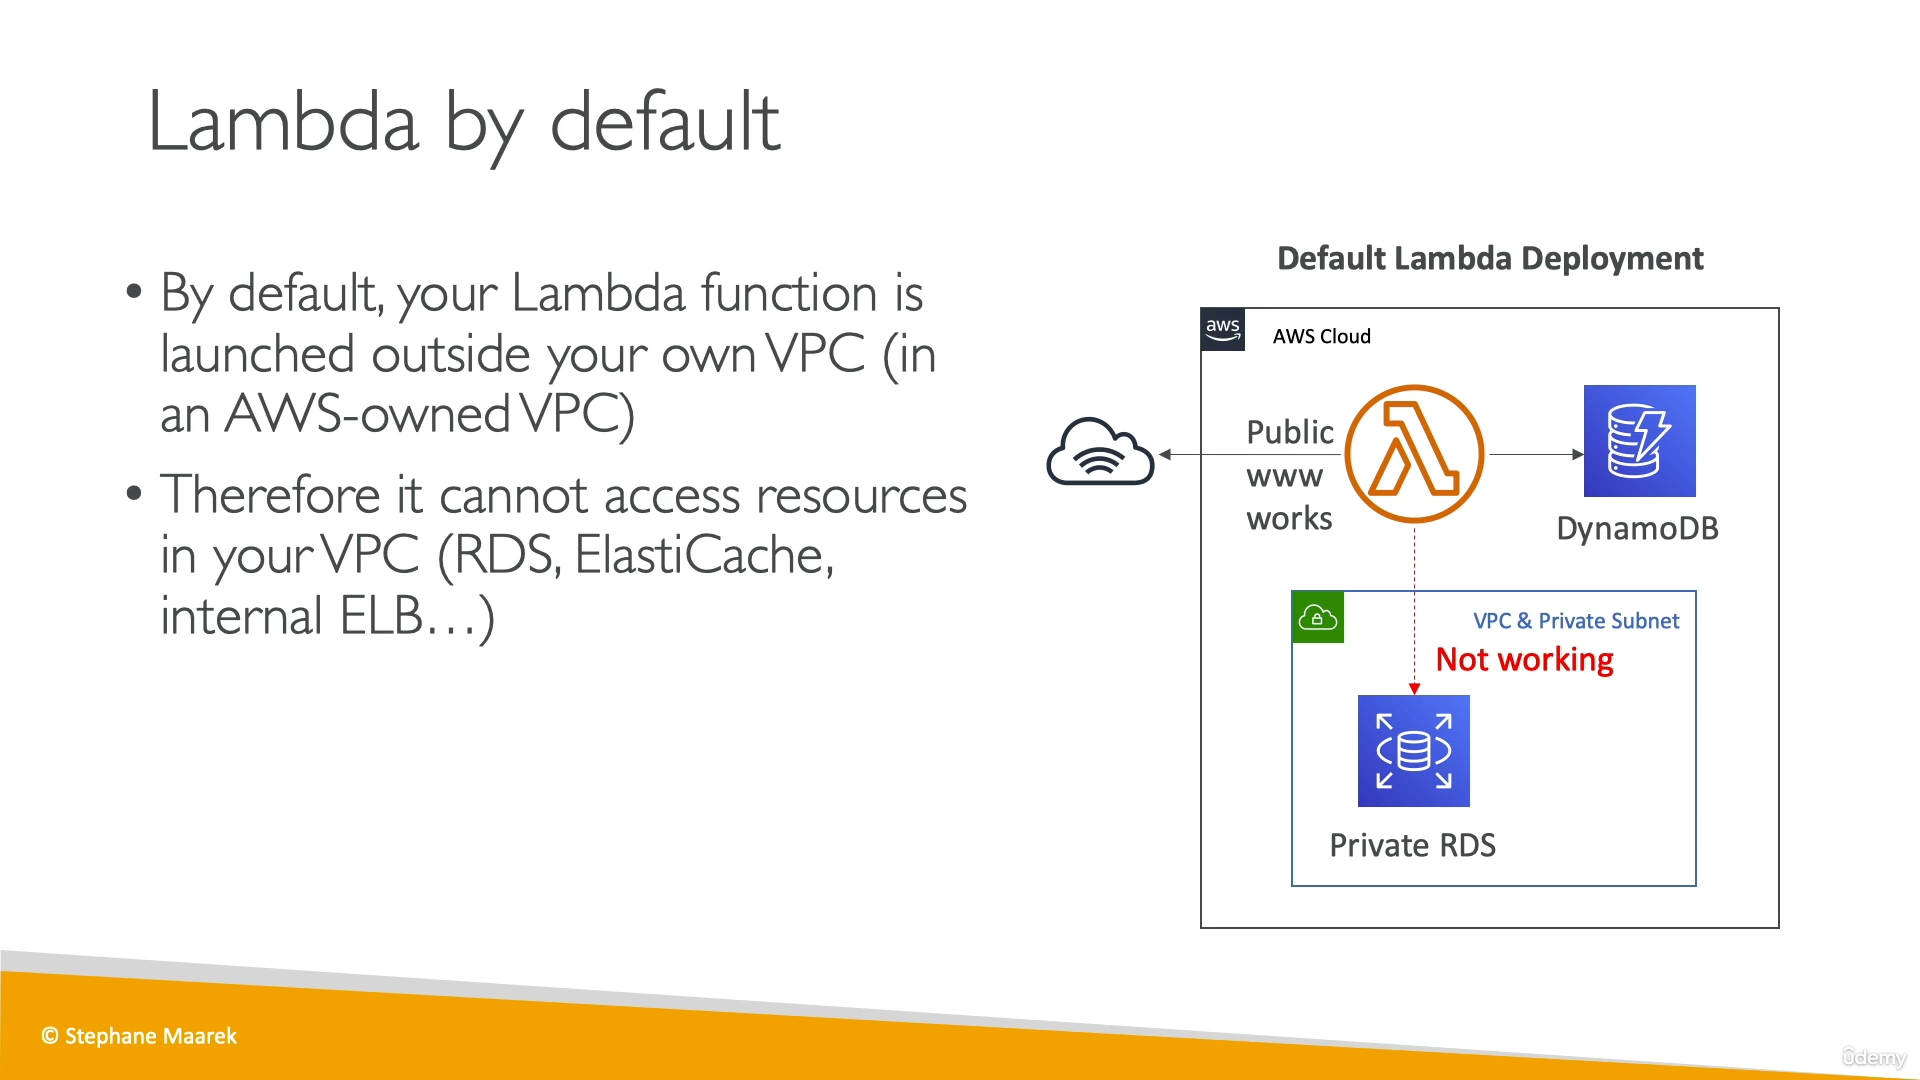 Lambda by default
• By default, your Lambda function is
launched outside your own VPC (in
an AWS-owned VPC)
• Therefore it cannot access resources
in your VPC (RDS, ElastiCache,
internal ELB…)
Default Lambda Deployment
aws
AWS Cloud
Public
www
works
DynamoDB
VPC & Private Subnet
Not working
Private RDS
© Stephane Maarek
ûdemy